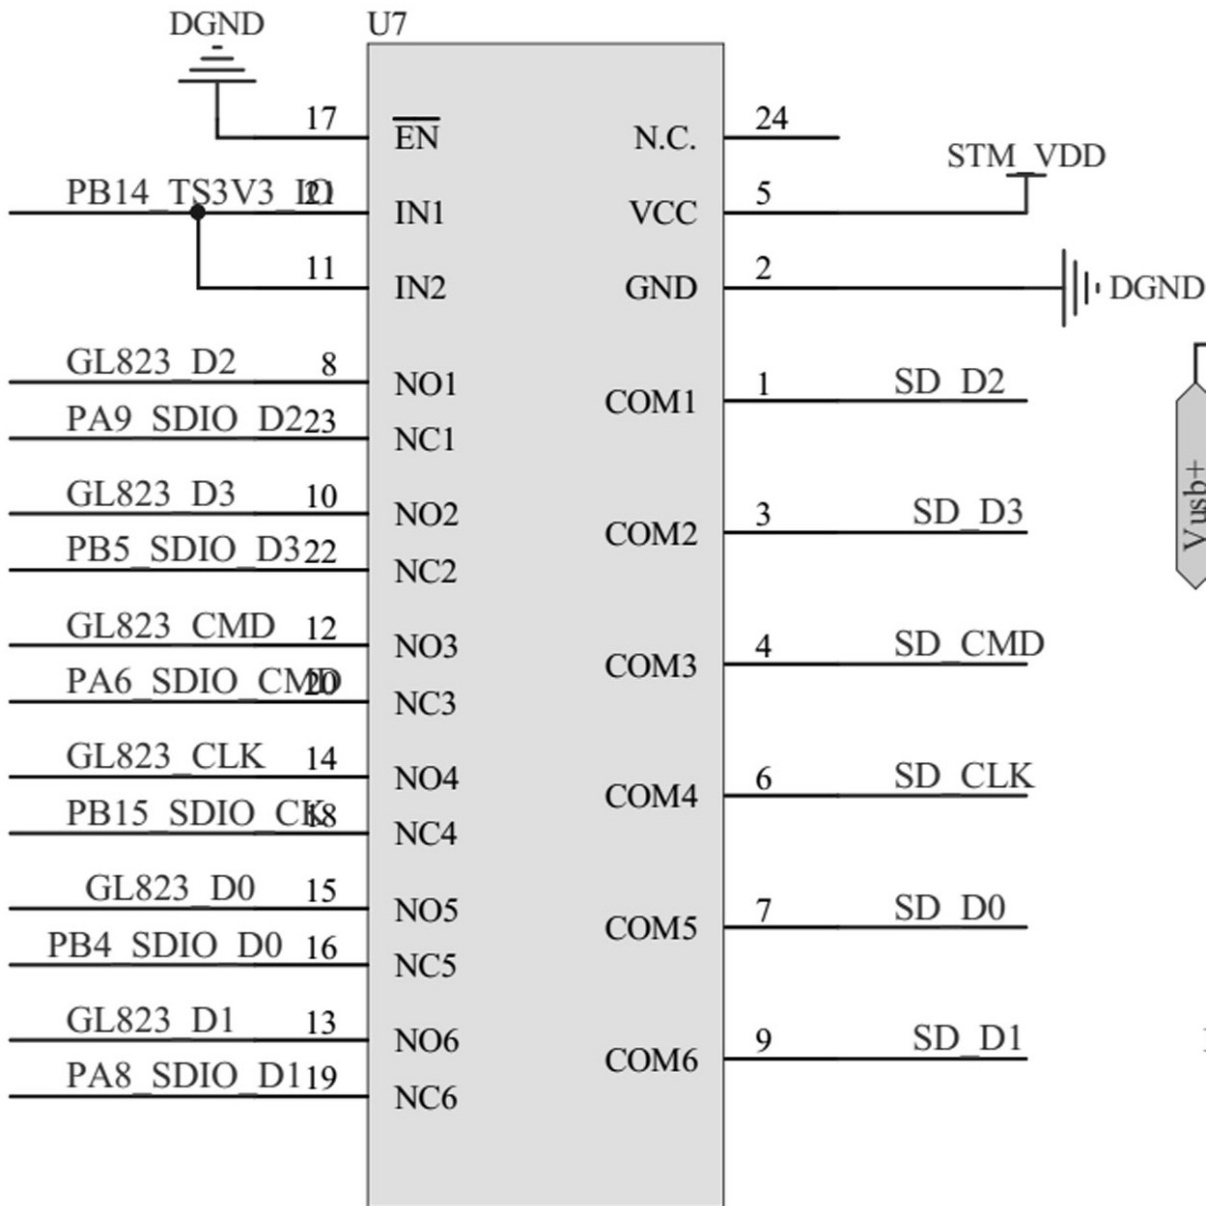 DGND U7
17 EN N.C. 24
STM_VDD
PB14_TS3V3_IO 21 IN1 VCC 5
11 IN2 GND 2 DGND
GL823_D2 8 NO1
COM1 1 SD_D2
PA9_SDIO_D2 23 NC1
GL823_D3 10 NO2
COM2 3 SD_D3
Vusb+
PB5_SDIO_D3 22 NC2
GL823_CMD 12 NO3
COM3 4 SD_CMD
PA6_SDIO_CMD 20 NC3
GL823_CLK 14 NO4
COM4 6 SD_CLK
PB15_SDIO_CK 18 NC4
GL823_D0 15 NO5
COM5 7 SD_D0
PB4_SDIO_D0 16 NC5
GL823_D1 13 NO6
COM6 9 SD_D1
PA8_SDIO_D1 19 NC6